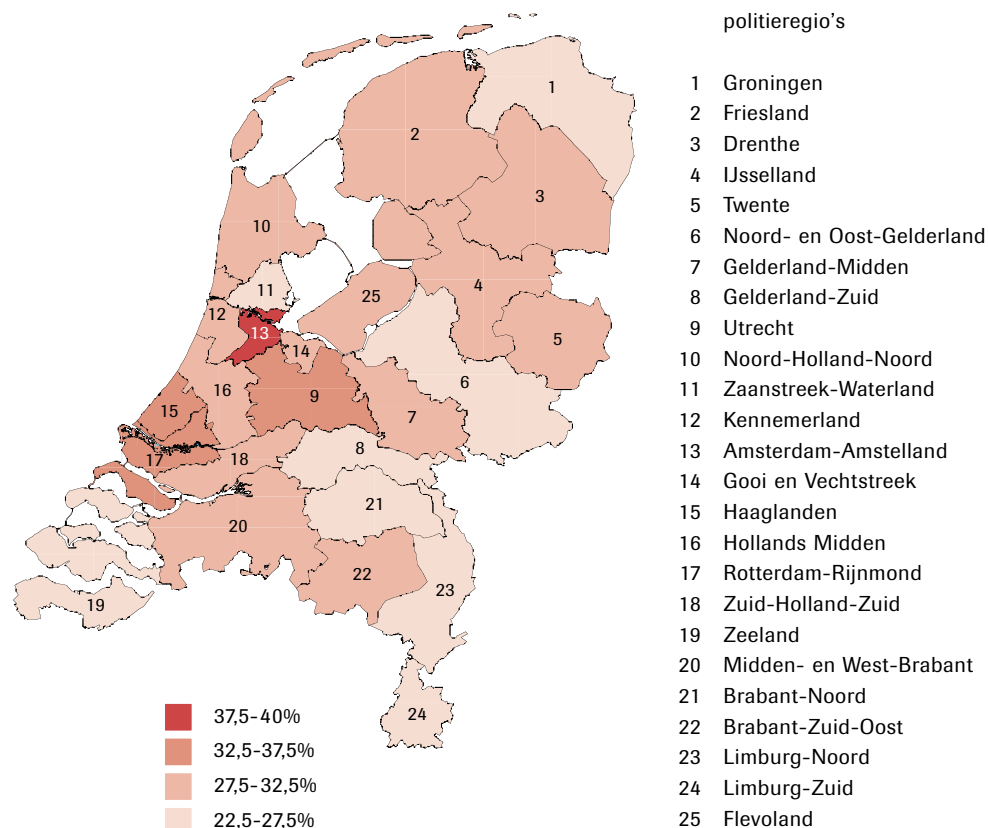 politieregio's
1 Groningen
2 Friesland
3 Drenthe
4 IJsselland
5 Twente
6 Noord- en Oost-Gelderland
7 Gelderland-Midden
8 Gelderland-Zuid
9 Utrecht
10 Noord-Holland-Noord
11 Zaanstreek-Waterland
12 Kennemerland
13 Amsterdam-Amstelland
14 Gooi en Vechtstreek
15 Haaglanden
16 Hollands Midden
17 Rotterdam-Rijnmond
18 Zuid-Holland-Zuid
19 Zeeland
20 Midden- en West-Brabant
21 Brabant-Noord
22 Brabant-Zuid-Oost
23 Limburg-Noord
24 Limburg-Zuid
25 Flevoland
1
2
3
10
4
11
25
12
13
5
14
6
16
9
15
7
8
17
18
21
20
22
23
19
24
37,5-40%
32,5-37,5%
27,5-32,5%
22,5-27,5%